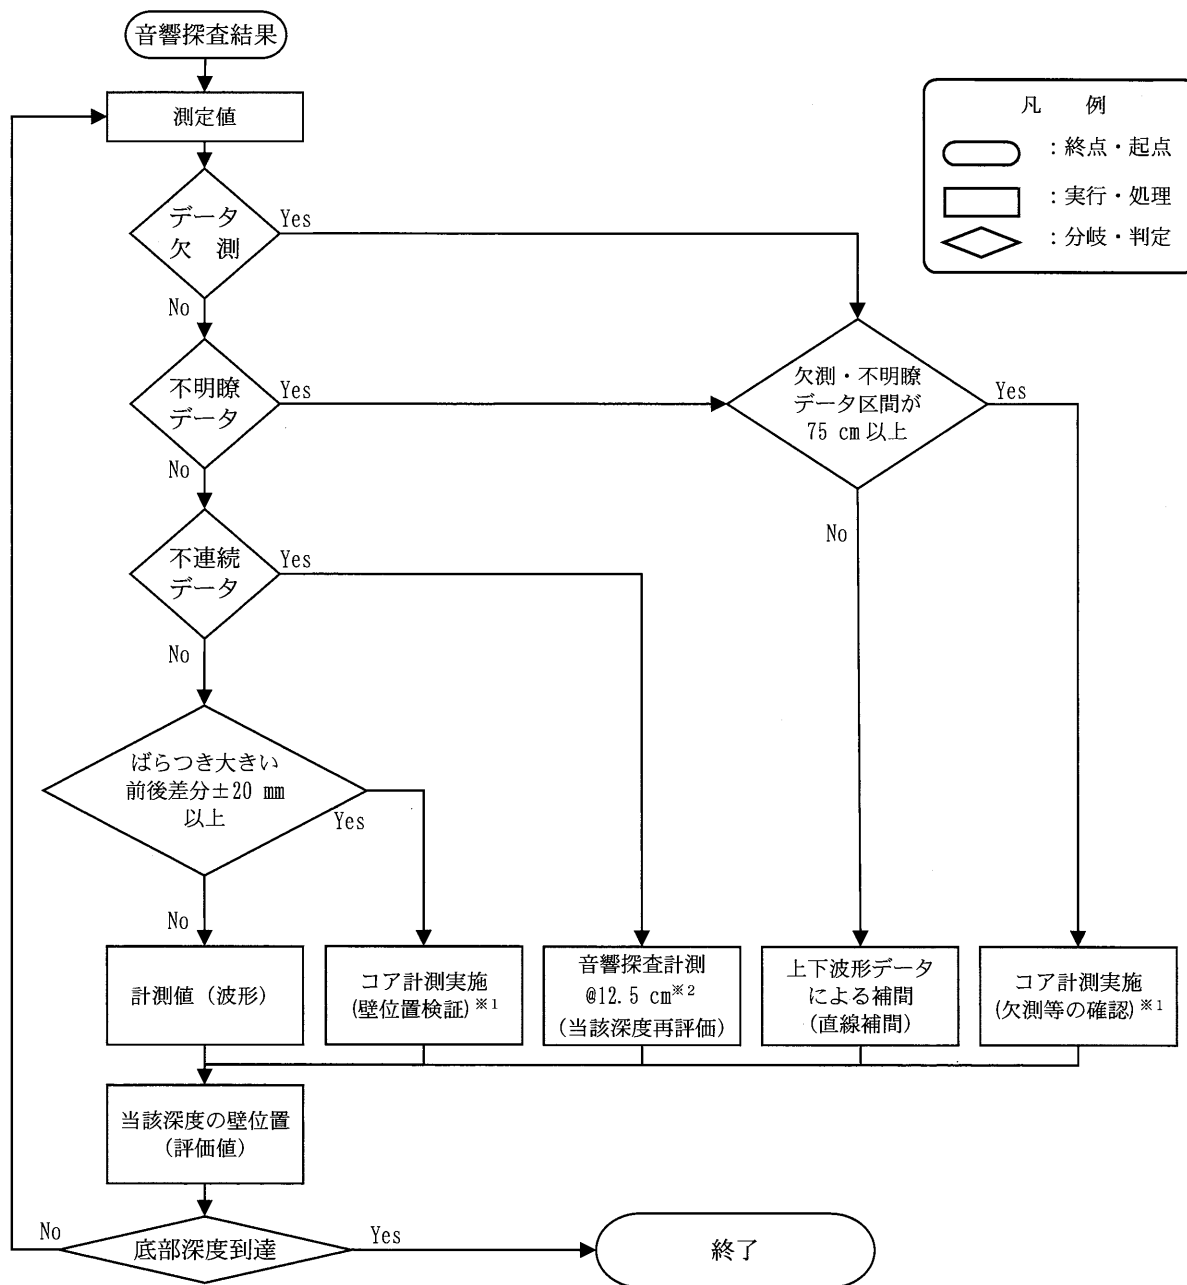 音響探査結果
測定値
凡　例
：終点・起点
：実行・処理
：分岐・判定
データ
欠　測
Yes
No
不明瞭
データ
Yes
No
欠測・不明瞭
データ区間が
75 cm 以上
Yes
No
不連続
データ
Yes
No
ばらつき大きい
前後差分±20 mm
以上
Yes
No
計測値（波形）
コア計測実施
(壁位置検証)※1
音響探査計測
@12.5 cm※2
(当該深度再評価)
上下波形データ
による補間
(直線補間)
コア計測実施
(欠測等の確認)※1
当該深度の壁位置
(評価値)
No
底部深度到達
Yes
終了